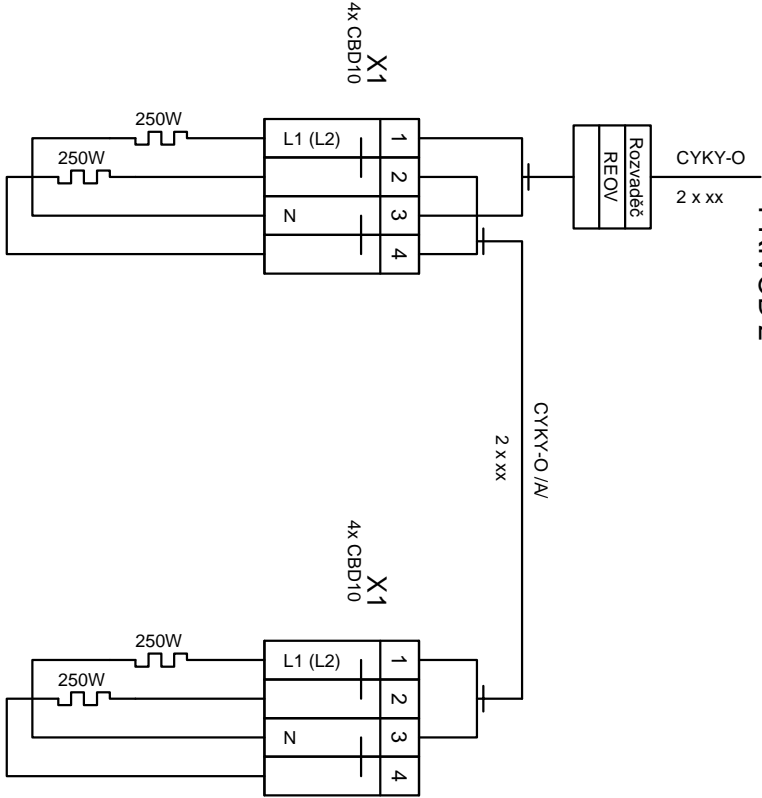 CYKY-O
2 x xx
Rozvaděč
REOV
X1
4x CBD10
250W
250W
L1 (L2)
N
1
2
3
4
CYKY-O /A/
2 x xx
X1
4x CBD10
250W
250W
L1 (L2)
N
1
2
3
4